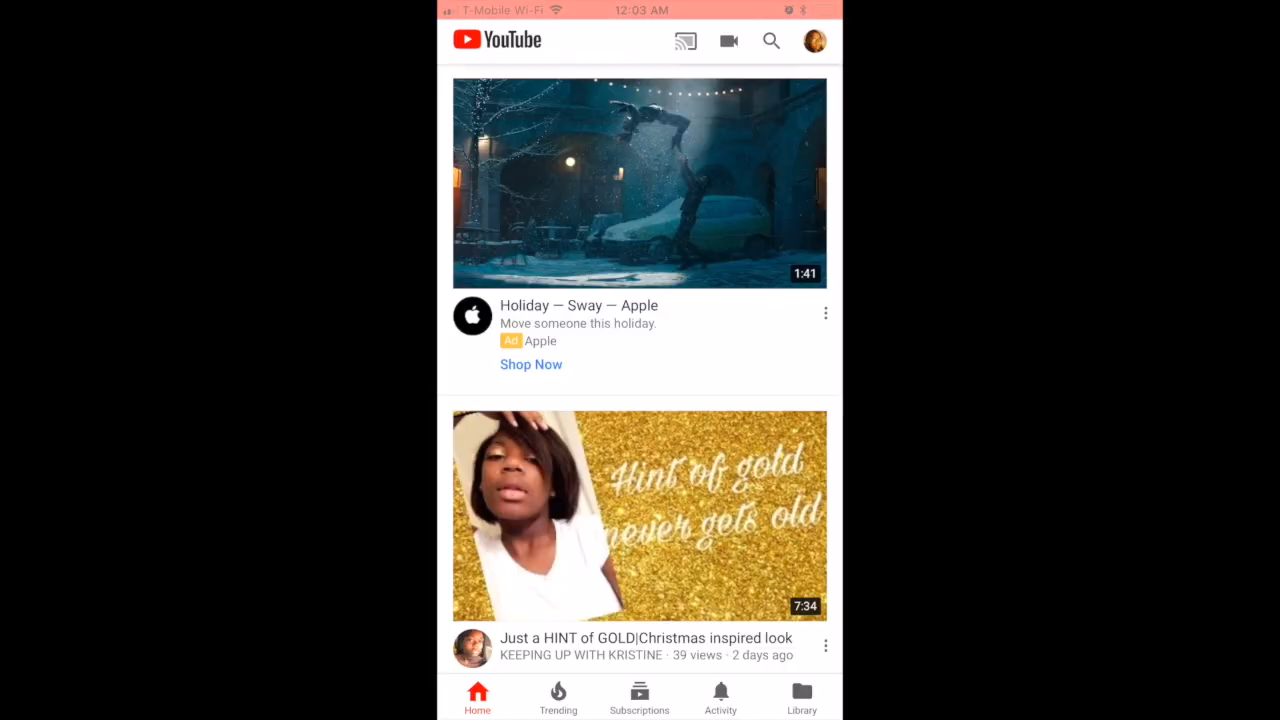 T-Mobile Wi-Fi 12:03 AM
YouTube
1:41
Holiday — Sway — Apple
Move someone this holiday.
Ad Apple
Shop Now
Hint of gold
never gets old
7:34
Just a HINT of GOLD|Christmas inspired look
KEEPING UP WITH KRISTINE · 39 views · 2 days ago
Home Trending Subscriptions Activity Library